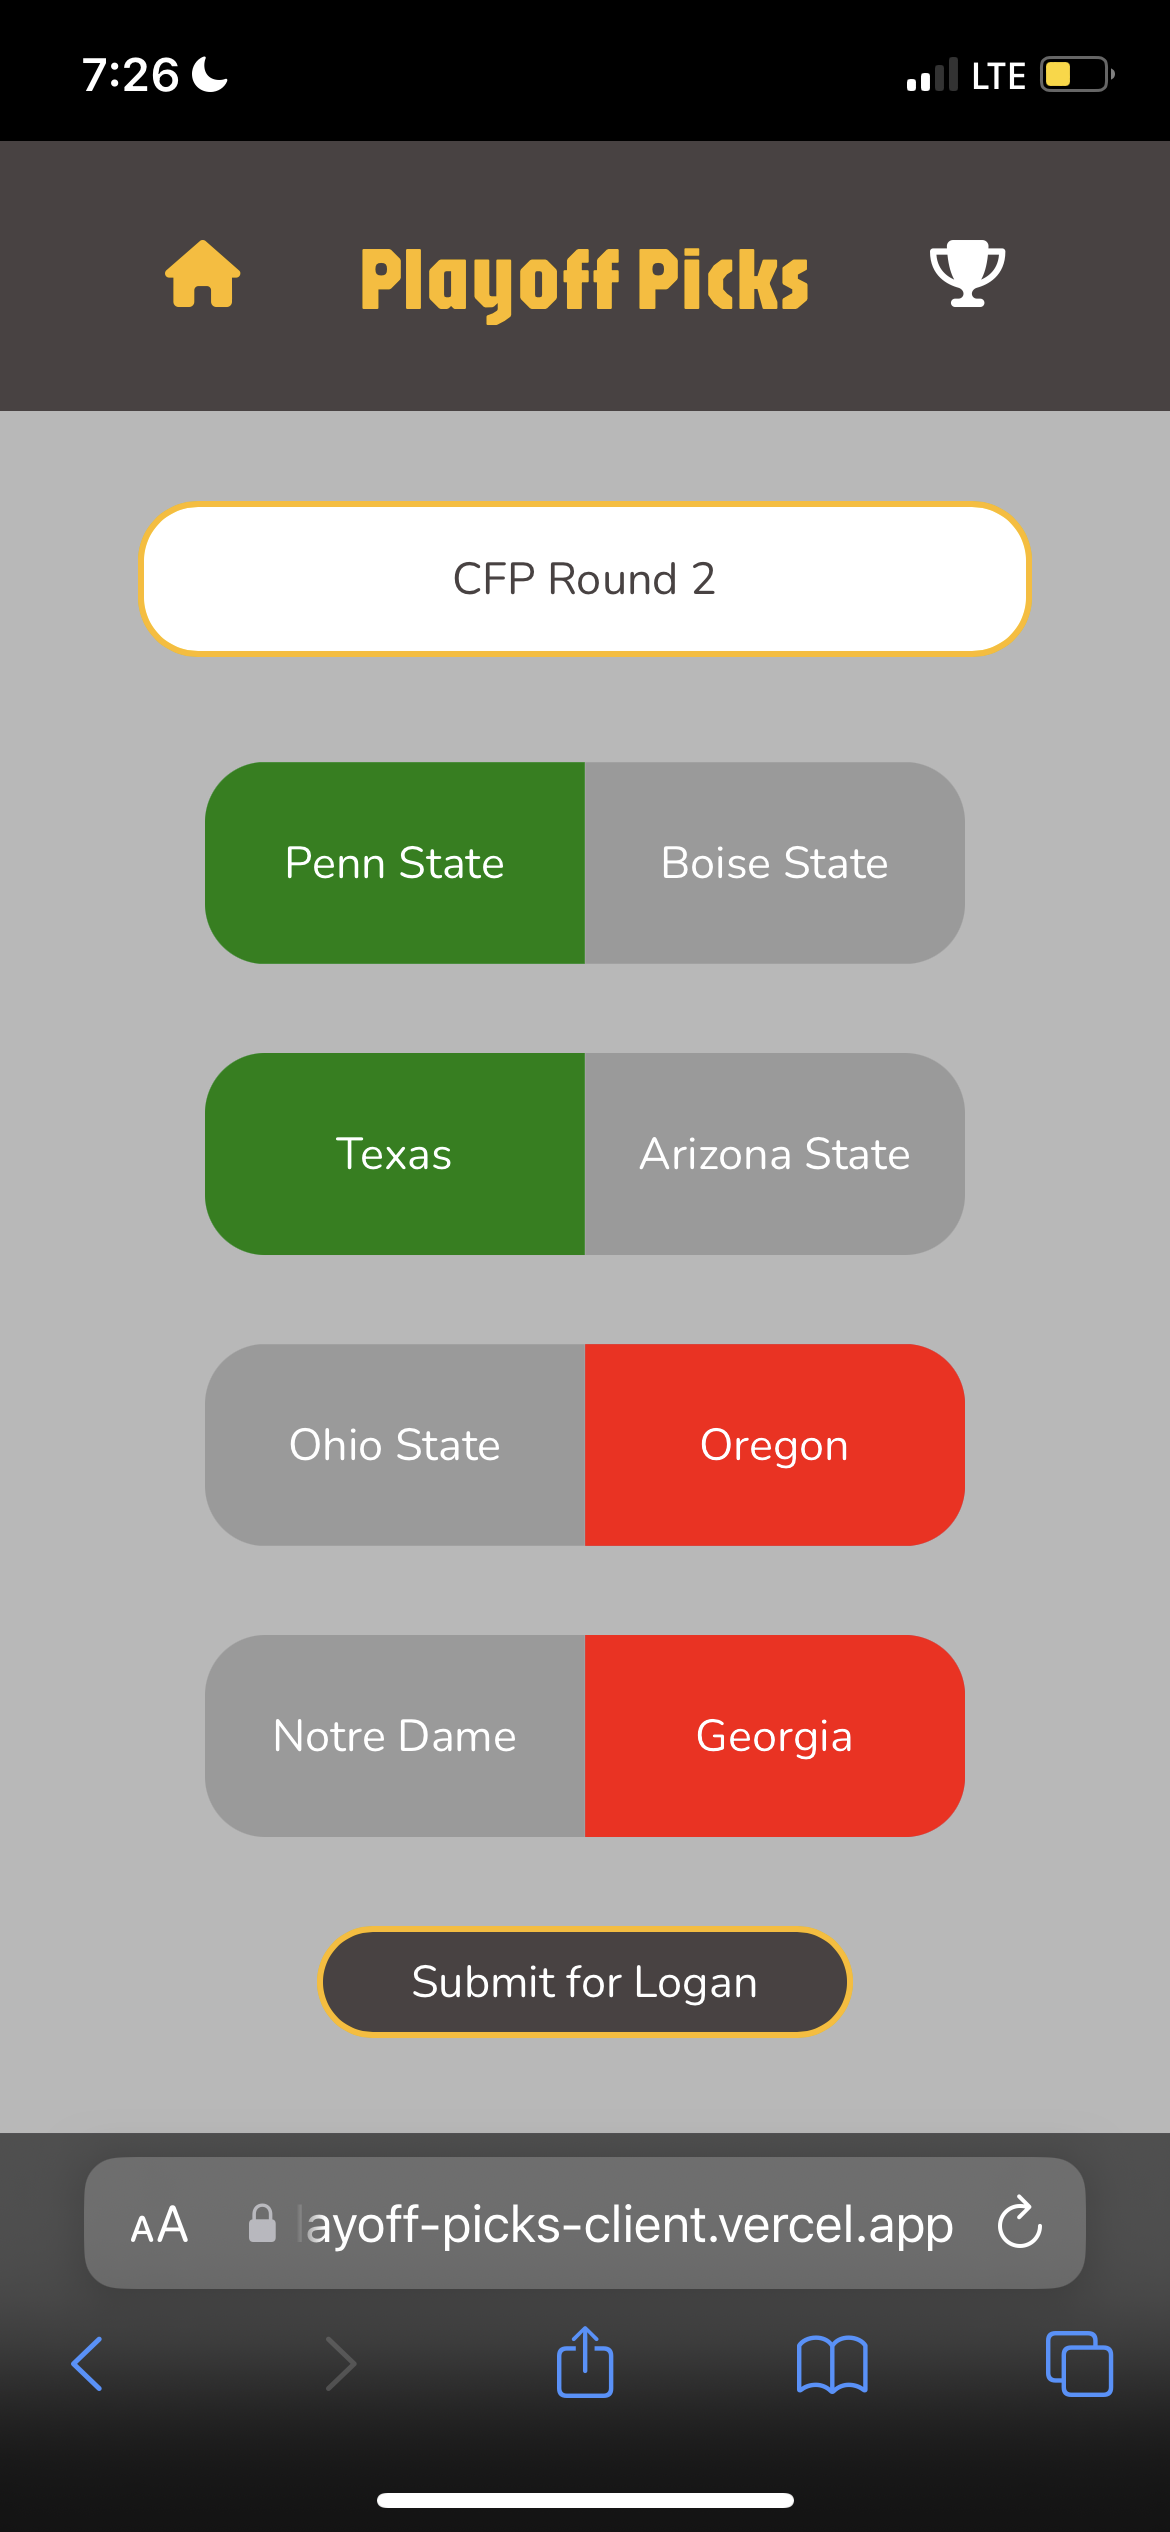 7:26
LTE
Playoff Picks
CFP Round 2
Penn State
Boise State
Texas
Arizona State
Ohio State
Oregon
Notre Dame
Georgia
Submit for Logan
AA
layoff-picks-client.vercel.app